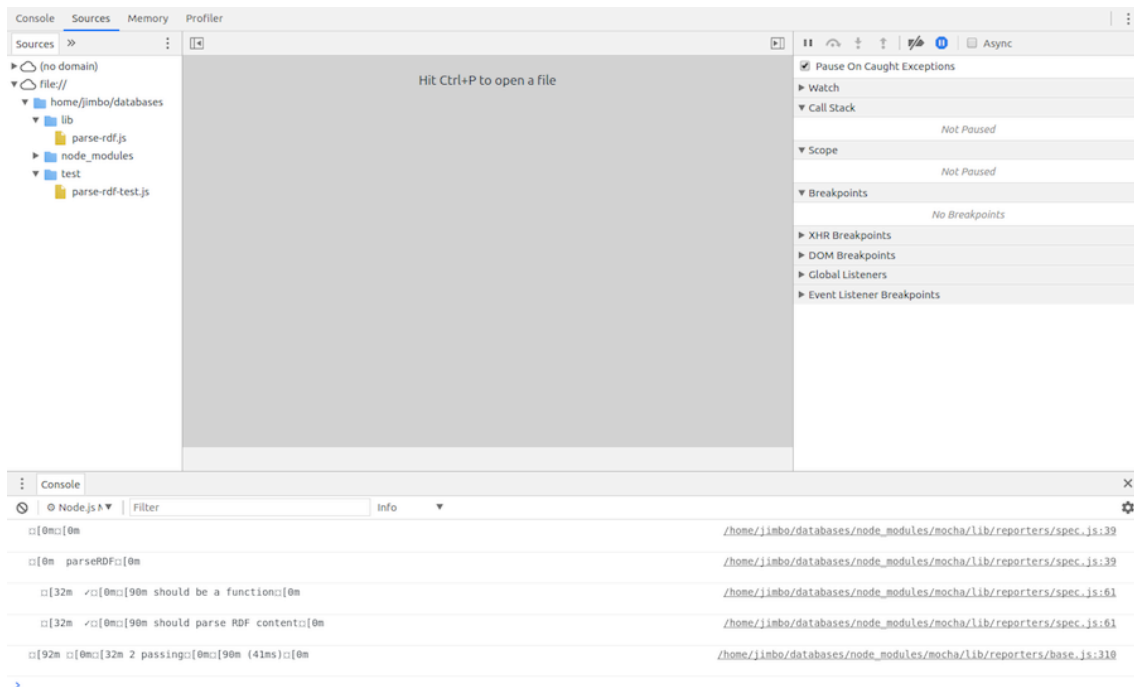 Console Sources Memory Profiler
Sources »
Async
(no domain)
file://
home/jimbo/databases
lib
parse-rdf.js
node_modules
test
parse-rdf-test.js
Hit Ctrl+P to open a file
Pause On Caught Exceptions
Watch
Call Stack
Not Paused
Scope
Not Paused
Breakpoints
No Breakpoints
XHR Breakpoints
DOM Breakpoints
Global Listeners
Event Listener Breakpoints
Console
Node.js Filter Info
□[0m□[0m /home/jimbo/databases/node_modules/mocha/lib/reporters/spec.js:39
□[0m parseRDF□[0m /home/jimbo/databases/node_modules/mocha/lib/reporters/spec.js:39
□[32m ✓□[0m□[90m should be a function□[0m /home/jimbo/databases/node_modules/mocha/lib/reporters/spec.js:61
□[32m ✓□[0m□[90m should parse RDF content□[0m /home/jimbo/databases/node_modules/mocha/lib/reporters/spec.js:61
□[92m □[0m□[32m 2 passing□[0m□[90m (41ms)□[0m /home/jimbo/databases/node_modules/mocha/lib/reporters/base.js:310
>